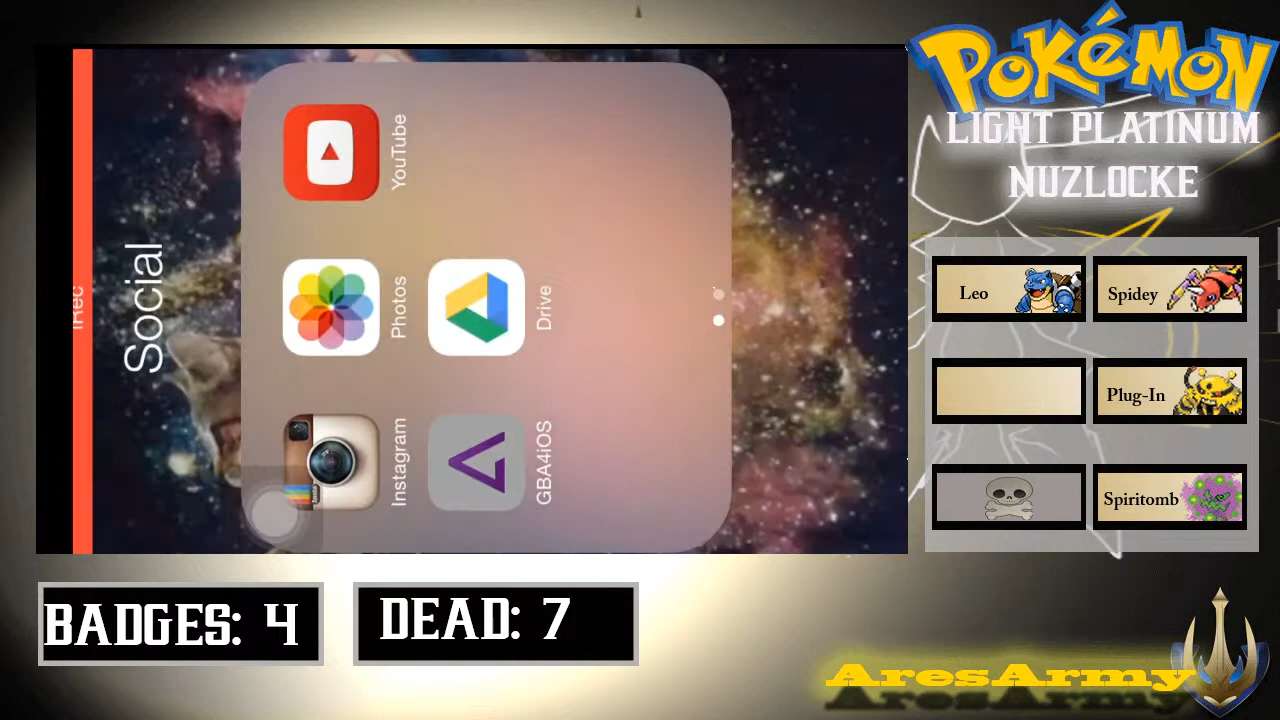 POKéMON
LIGHT PLATINUM
NUZLOCKE
iRec
Social
YouTube
Photos
Drive
Instagram
GBA4iOS
Leo
Spidey
Plug-In
Spiritomb
BADGES: 4
DEAD: 7
AresArmy